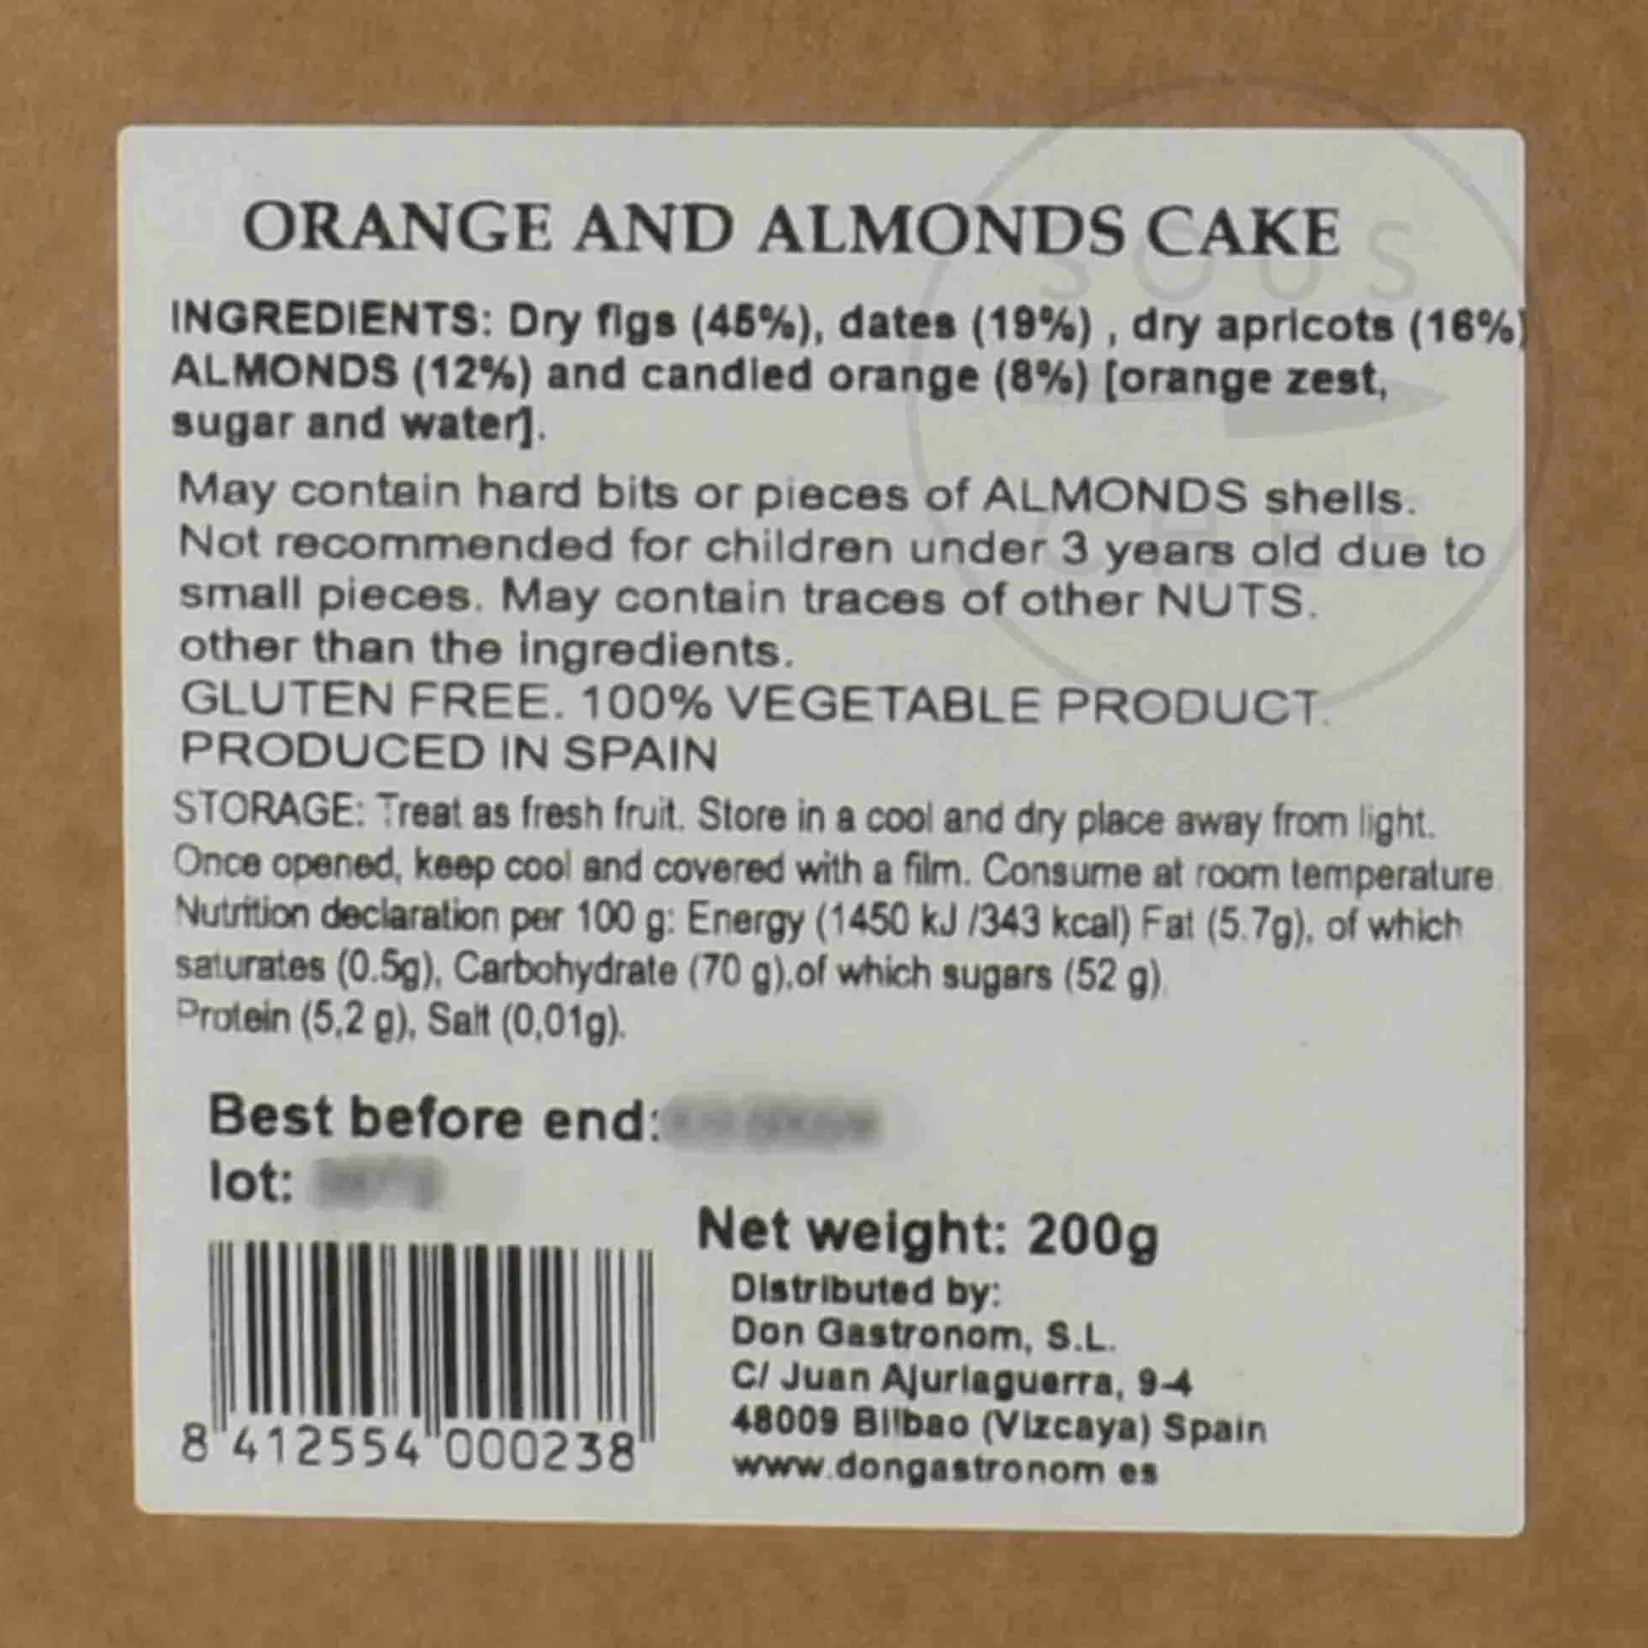 ORANGE AND ALMONDS CAKE
INGREDIENTS: Dry figs (45%), dates (19%) , dry apricots (16%)
ALMONDS (12%) and candied orange (8%) [orange zest,
sugar and water].
May contain hard bits or pieces of ALMONDS shells.
Not recommended for children under 3 years old due to
small pieces. May contain traces of other NUTS.
other than the ingredients.
GLUTEN FREE. 100% VEGETABLE PRODUCT.
PRODUCED IN SPAIN
STORAGE: Treat as fresh fruit. Store in a cool and dry place away from light.
Once opened, keep cool and covered with a film. Consume at room temperature.
Nutrition declaration per 100 g: Energy (1450 kJ /343 kcal) Fat (5.7g), of which
saturates (0.5g), Carbohydrate (70 g),of which sugars (52 g).
Protein (5,2 g), Salt (0,01g).
Best before end:
lot:
Net weight: 200g
Distributed by:
Don Gastronom, S.L.
C/ Juan Ajuriaguerra, 9-4
48009 Bilbao (Vizcaya) Spain
www.dongastronom es
8 412554 000238
SOUS
CHEF